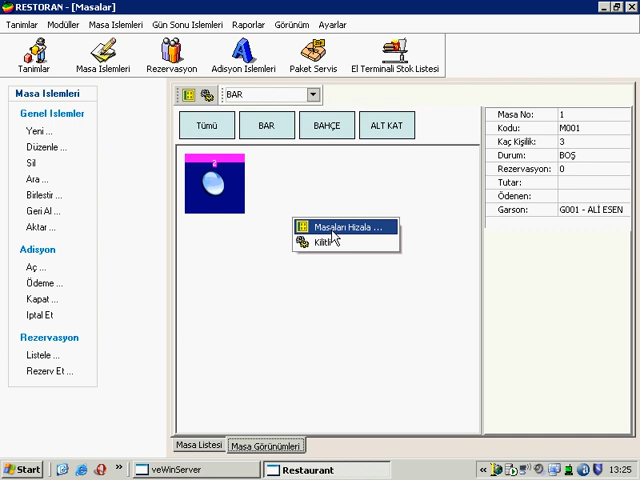 RESTORAN - [Masalar]
Tanimlar Modüller Masa Islemleri Gün Sonu Islemleri Raporlar Görünüm Ayarlar
Tanimlar Masa Islemleri Rezervasyon Adisyon Islemleri Paket Servis El Terminali Stok Listesi
Masa Islemleri
Genel Islemler
Yeni ...
Düzenle ...
Sil
Ara ...
Birlestir ...
Geri Al ...
Aktar ...
Adisyon
Aç ...
Ödeme ...
Kapat ...
Iptal Et
Rezervasyon
Listele ...
Rezerv Et ...
BAR
Tümü BAR BAHÇE ALT KAT
Masaları Hizala ...
Kilitle
Masa No: 1
Kodu: M001
Kaç Kişilik: 3
Durum: BOŞ
Rezervasyon: 0
Tutar:
Ödenen:
Garson: G001 - ALİ ESEN
Masa Listesi Masa Görünümleri
Start » veWinServer Restaurant « 13:25